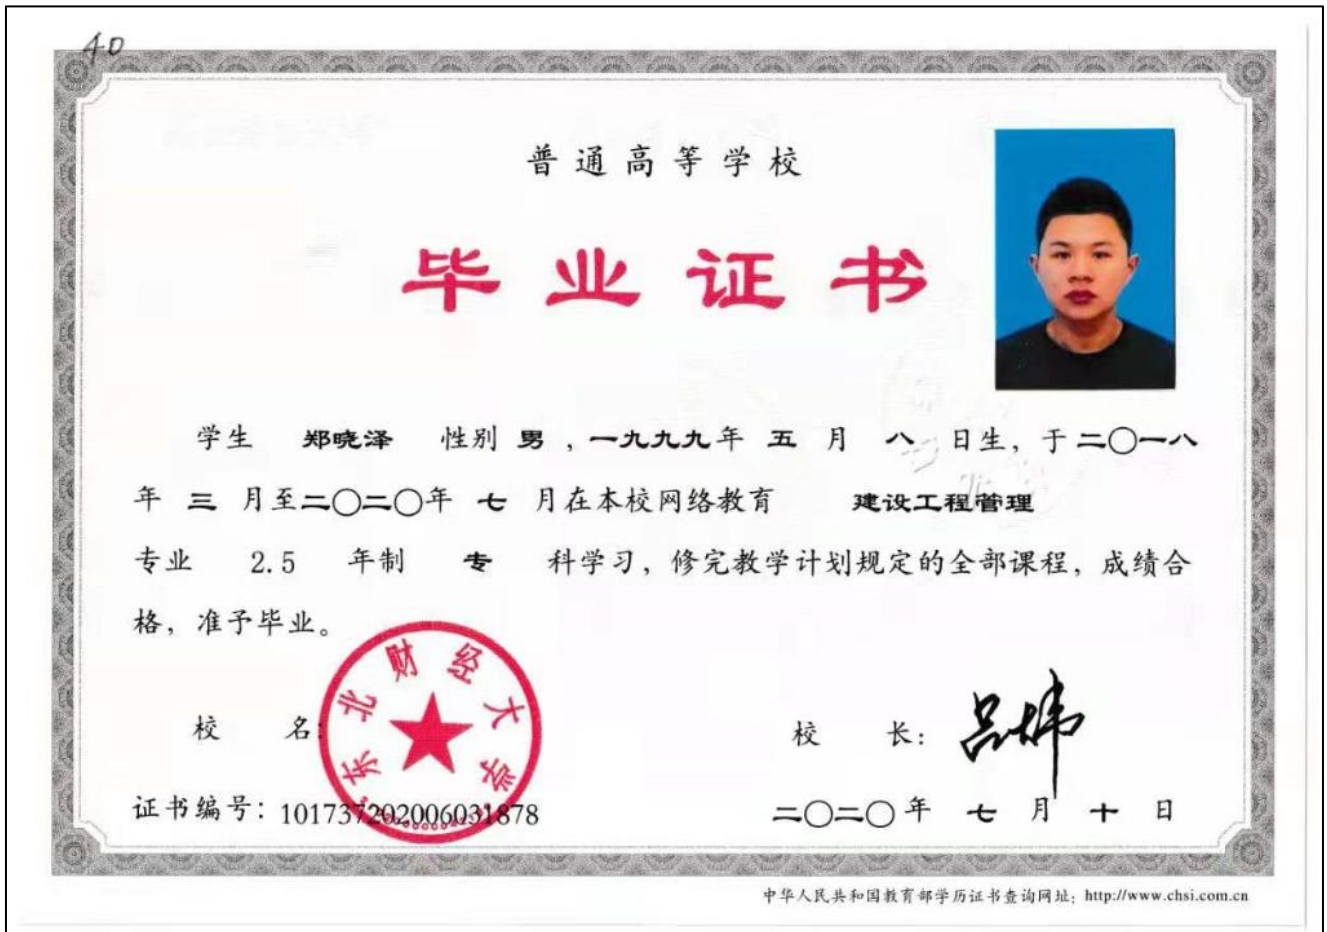 40
普通高等学校
毕业证书
学生 郑晓泽 性别 男 ，一九九九年 五 月 八 日生，于二〇一八
年 三 月至二〇二〇年 七 月在本校网络教育 建设工程管理
专业 2.5 年制 专 科学习，修完教学计划规定的全部课程，成绩合
格，准予毕业。
东北财经大学
校 名：
校 长：吕炜
证书编号：101737202006031878
二〇二〇年 七 月 十 日
中华人民共和国教育部学历证书查询网址：http://www.chsi.com.cn